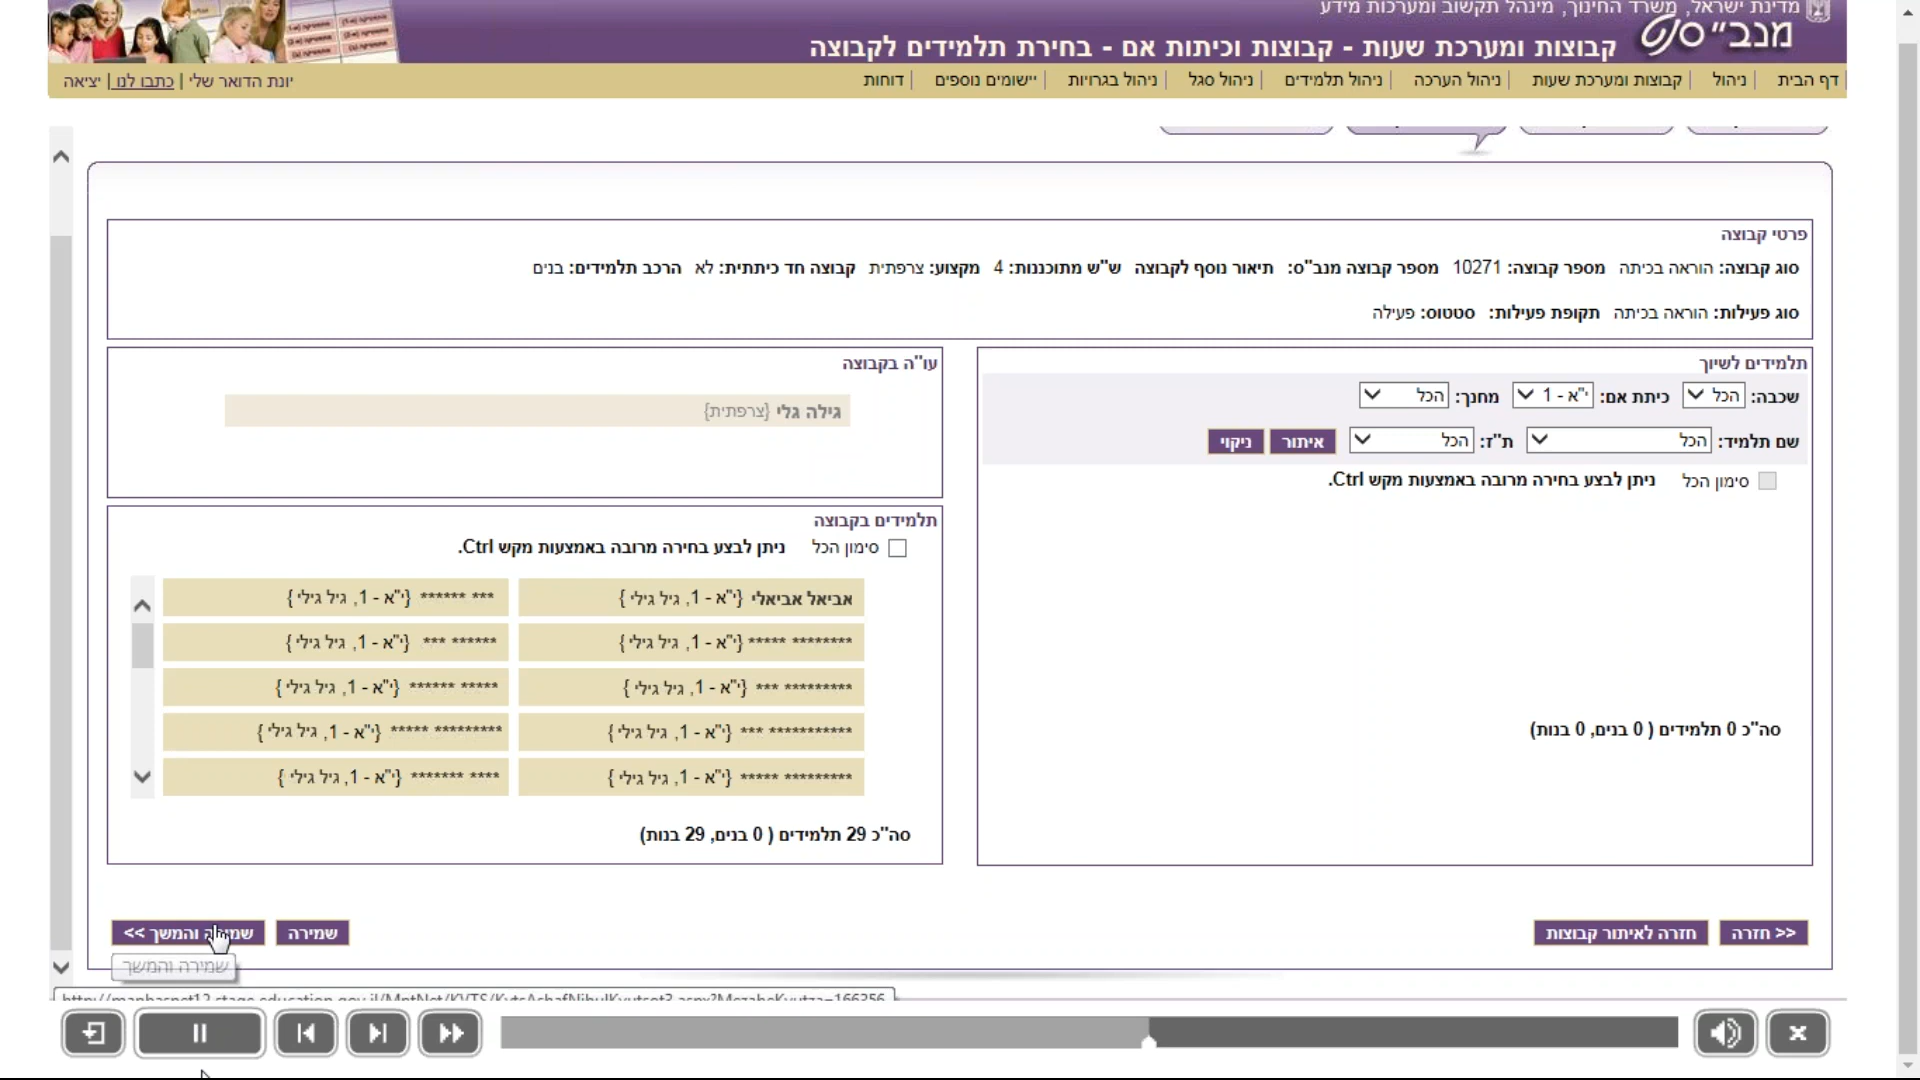 מדינת ישראל, משרד החינוך, מינהל תקשוב ומערכות מידע
מנב"סנט
קבוצות ומערכת שעות - קבוצות וכיתות אם - בחירת תלמידים לקבוצה
דף הבית | ניהול | קבוצות ומערכת שעות | ניהול הערכה | ניהול תלמידים | ניהול סגל | ניהול בגרויות | יישומים נוספים | דוחות
יונת הדואר שלי | כתבו לנו | יציאה
פרטי קבוצה
סוג קבוצה: הוראה בכיתה מספר קבוצה: 10271 מספר קבוצה מנב"ס: תיאור נוסף לקבוצה ש"ש מתוכננות: 4 מקצוע: צרפתית קבוצה חד כיתתית: לא הרכב תלמידים: בנים
סוג פעילות: הוראה בכיתה תקופת פעילות: סטטוס: פעילה
תלמידים לשיוך
שכבה: הכל כיתת אם: י"א - 1 מחנך: הכל
שם תלמיד: הכל ת"ז: הכל איתור ניקוי
סימון הכל ניתן לבצע בחירה מרובה באמצעות מקש Ctrl.
סה"כ 0 תלמידים ( 0 בנים, 0 בנות)
עו"ה בקבוצה
גילה גלי {צרפתית}
תלמידים בקבוצה
סימון הכל ניתן לבצע בחירה מרובה באמצעות מקש Ctrl.
אביאל אביאלי {י"א - 1, גיל גילי }
*** ****** {י"א - 1, גיל גילי }
******** ***** {י"א - 1, גיל גילי }
****** *** {י"א - 1, גיל גילי }
********* *** {י"א - 1, גיל גילי }
***** ****** {י"א - 1, גיל גילי }
*********** *** {י"א - 1, גיל גילי }
********* ***** {י"א - 1, גיל גילי }
********* ***** {י"א - 1, גיל גילי }
**** ******* {י"א - 1, גיל גילי }
סה"כ 29 תלמידים ( 0 בנים, 29 בנות)
<< חזרה
חזרה לאיתור קבוצות
שמירה
שמירה והמשך >>
שמירה והמשך